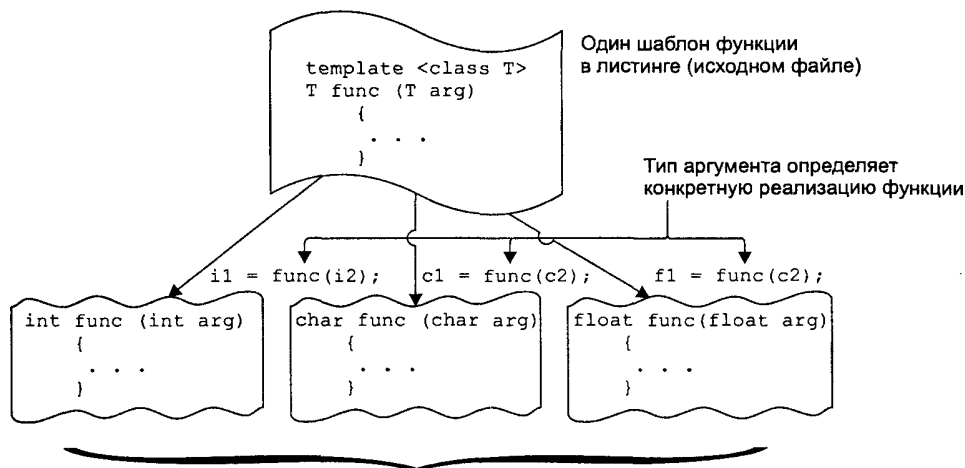 Один шаблон функции
в листинге (исходном файле)
template <class T>
T func (T arg)
{
. . .
}
Тип аргумента определяет
конкретную реализацию функции
i1 = func(i2);
c1 = func(c2);
f1 = func(c2);
int func (int arg)
{
. . .
}
char func (char arg)
{
. . .
}
float func(float arg)
{
. . .
}